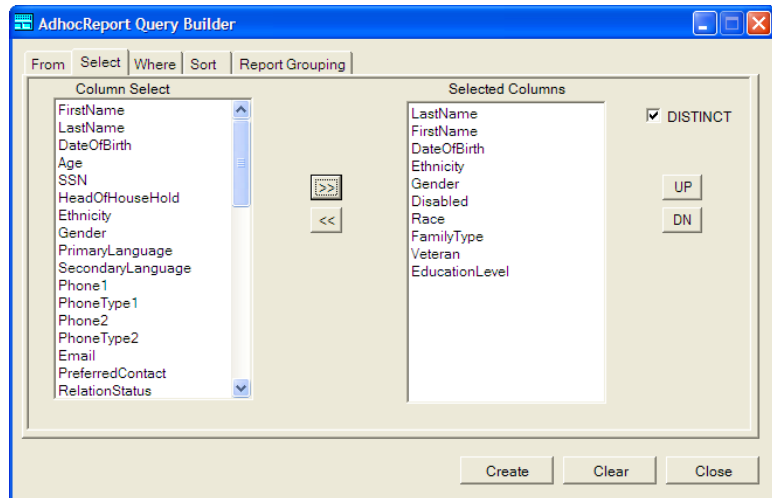 AdhocReport Query Builder
From Select Where Sort Report Grouping
Column Select
FirstName
LastName
DateOfBirth
Age
SSN
HeadOfHouseHold
Ethnicity
Gender
PrimaryLanguage
SecondaryLanguage
Phone1
PhoneType1
Phone2
PhoneType2
Email
PreferredContact
RelationStatus
>>
<<
Selected Columns
LastName
FirstName
DateOfBirth
Ethnicity
Gender
Disabled
Race
FamilyType
Veteran
EducationLevel
DISTINCT
UP
DN
Create Clear Close